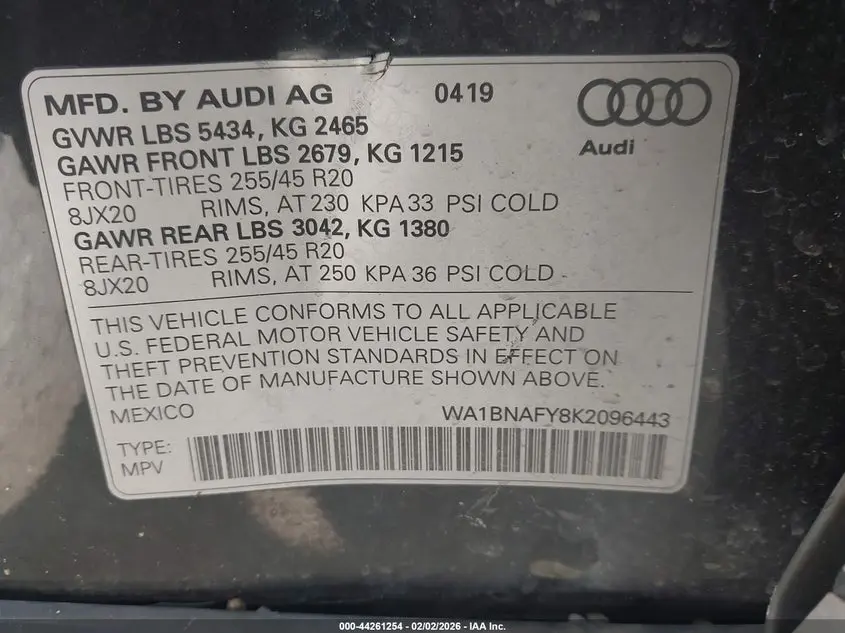 MFD. BY AUDI AG 0419
Audi
GVWR LBS 5434, KG 2465
GAWR FRONT LBS 2679, KG 1215
FRONT-TIRES 255/45 R20
8JX20 RIMS, AT 230 KPA 33 PSI COLD
GAWR REAR LBS 3042, KG 1380
REAR-TIRES 255/45 R20
8JX20 RIMS, AT 250 KPA 36 PSI COLD
THIS VEHICLE CONFORMS TO ALL APPLICABLE
U.S. FEDERAL MOTOR VEHICLE SAFETY AND
THEFT PREVENTION STANDARDS IN EFFECT ON
THE DATE OF MANUFACTURE SHOWN ABOVE.
MEXICO WA1BNAFY8K2096443
TYPE:
MPV
000-44261254 - 02/02/2026 - IAA Inc.